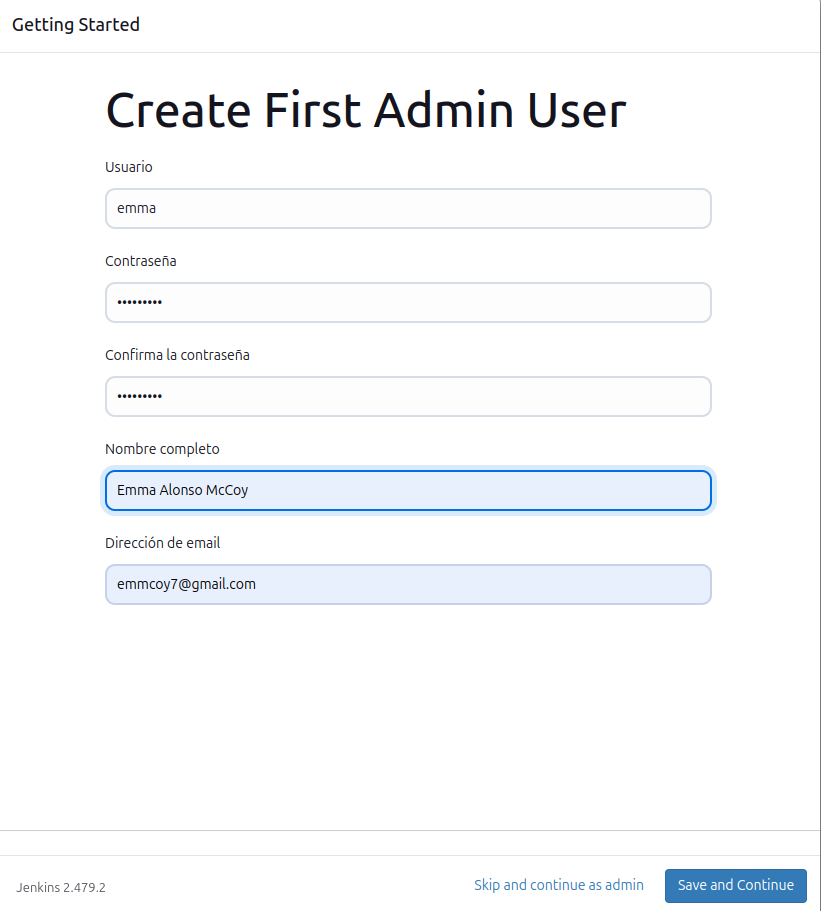 Getting Started
Create First Admin User
Usuario
emma
Contraseña
•••••••••
Confirma la contraseña
•••••••••
Nombre completo
Emma Alonso McCoy
Dirección de email
emmcoy7@gmail.com
Jenkins 2.479.2
Skip and continue as admin
Save and Continue